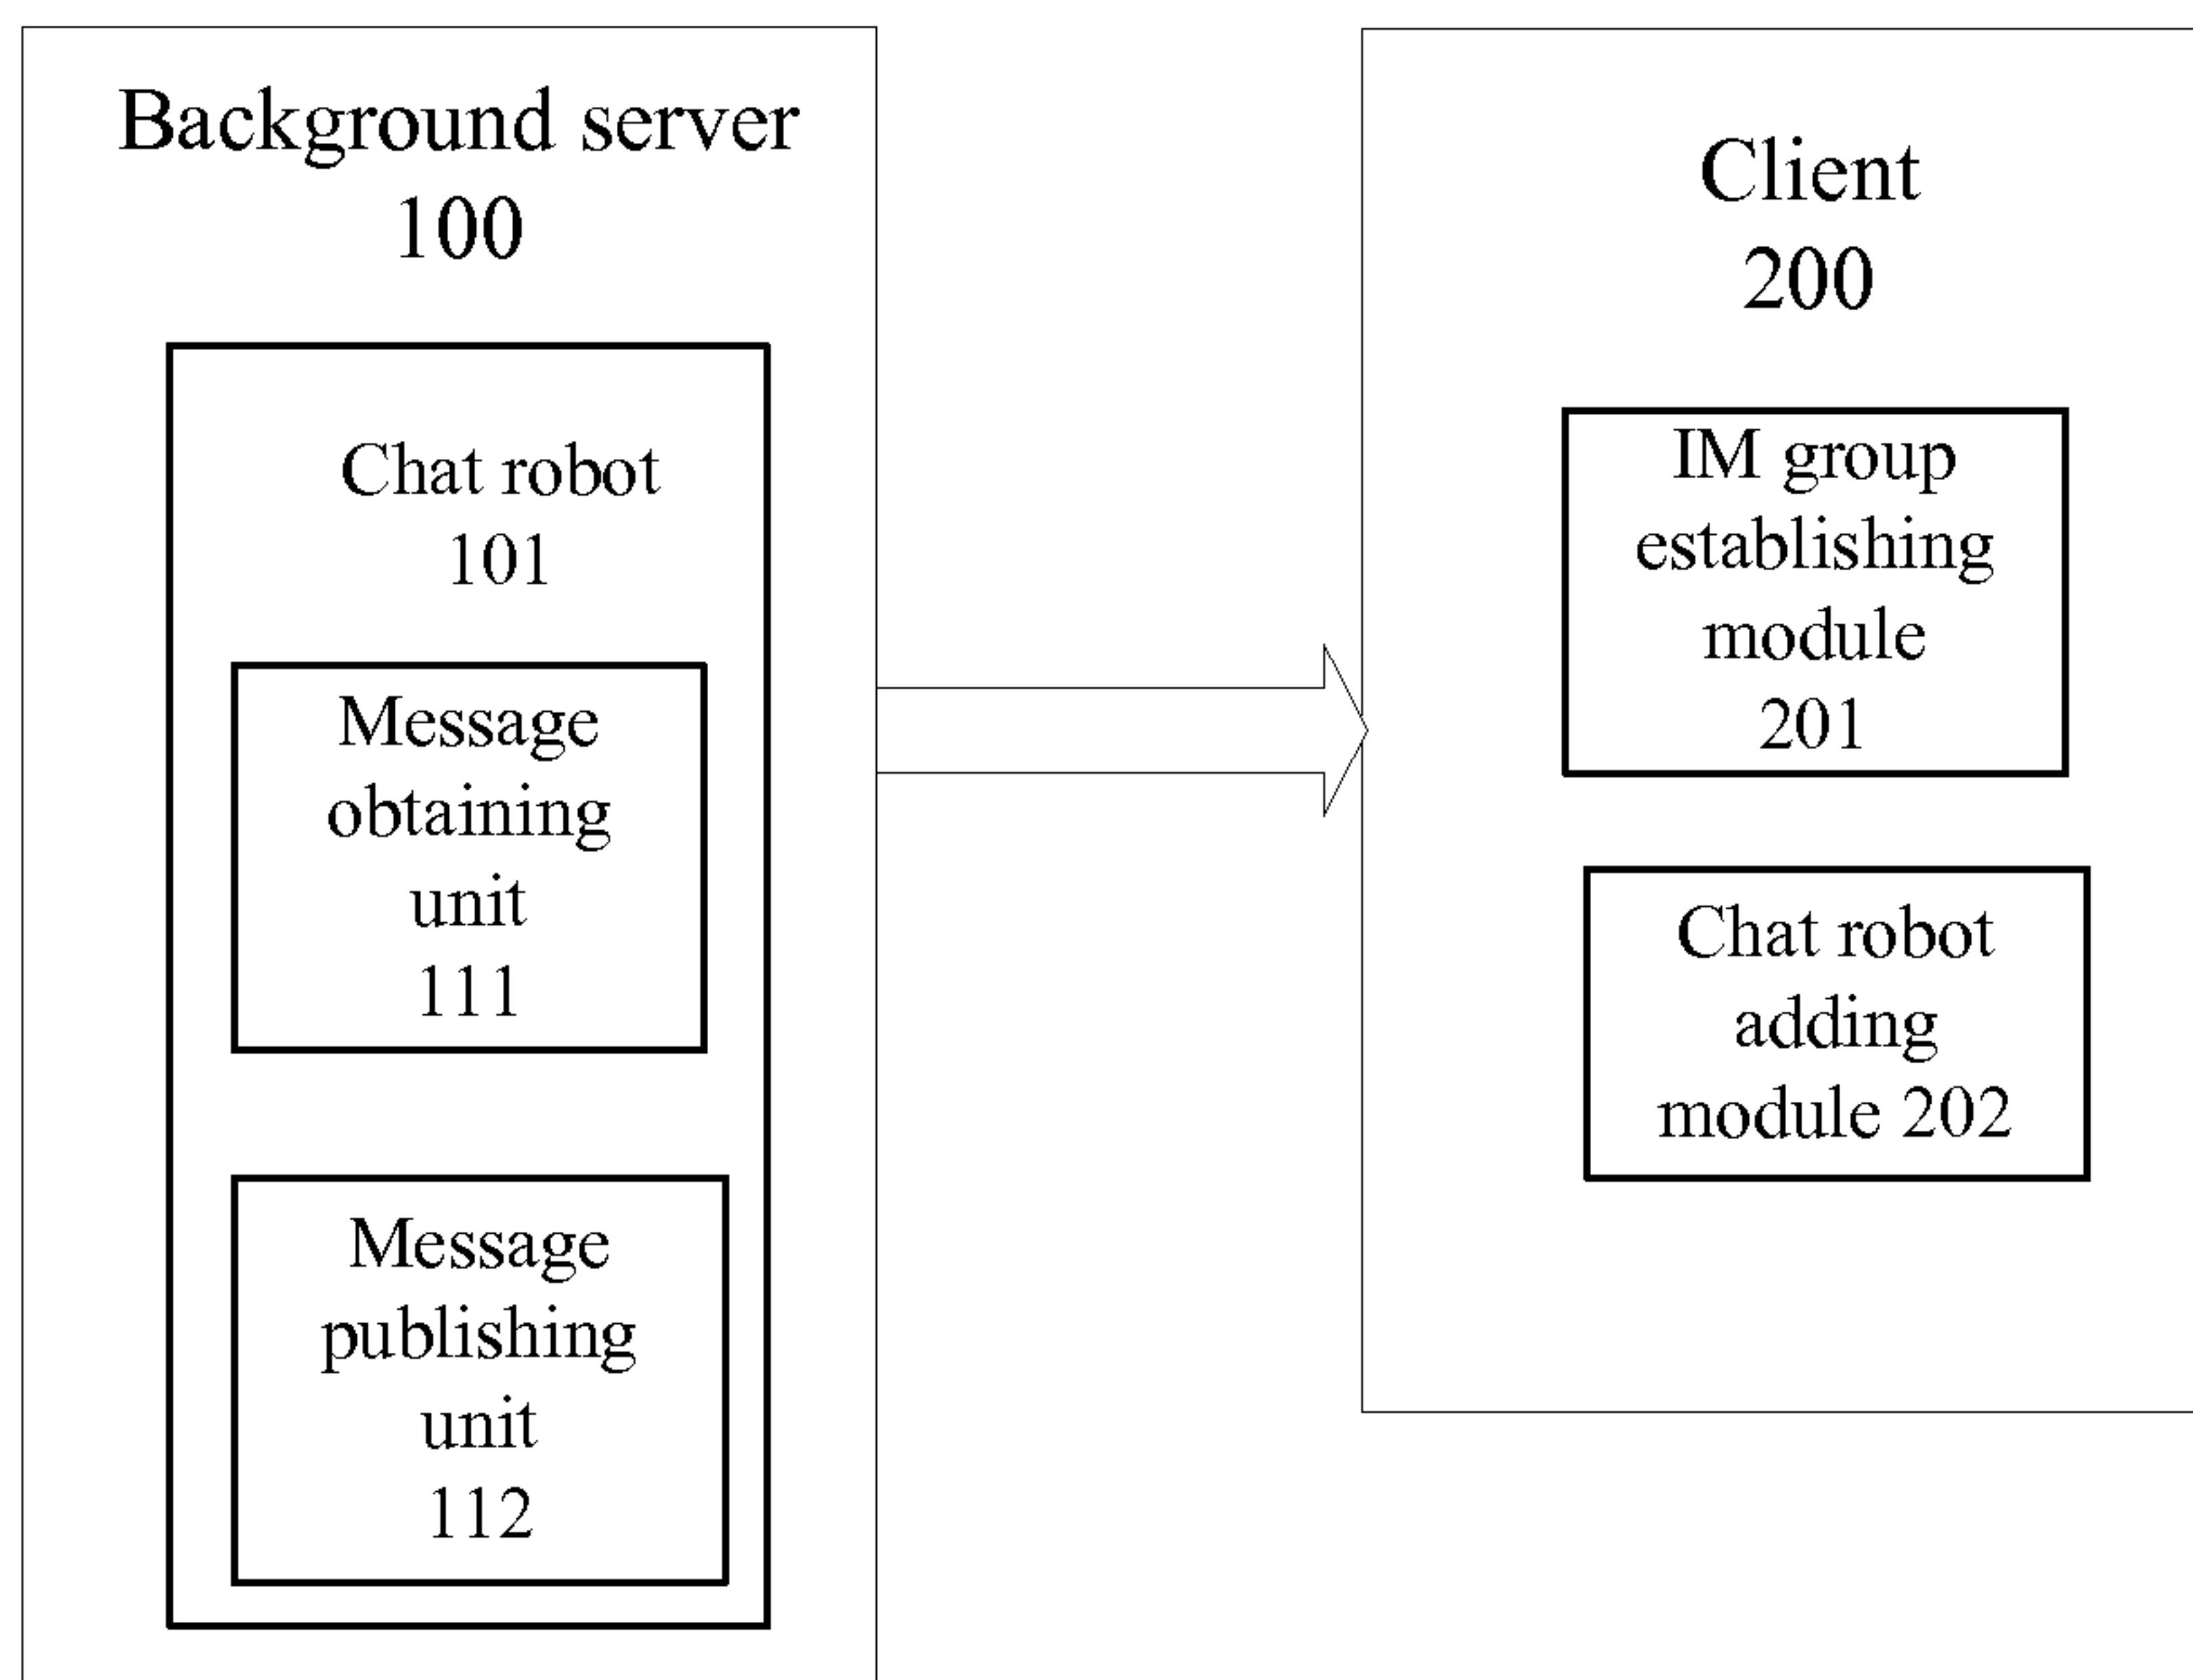 Background server
100
Chat robot
101
Message
obtaining
unit
111
Message
publishing
unit
112
Client
200
IM group
establishing
module
201
Chat robot
adding
module 202